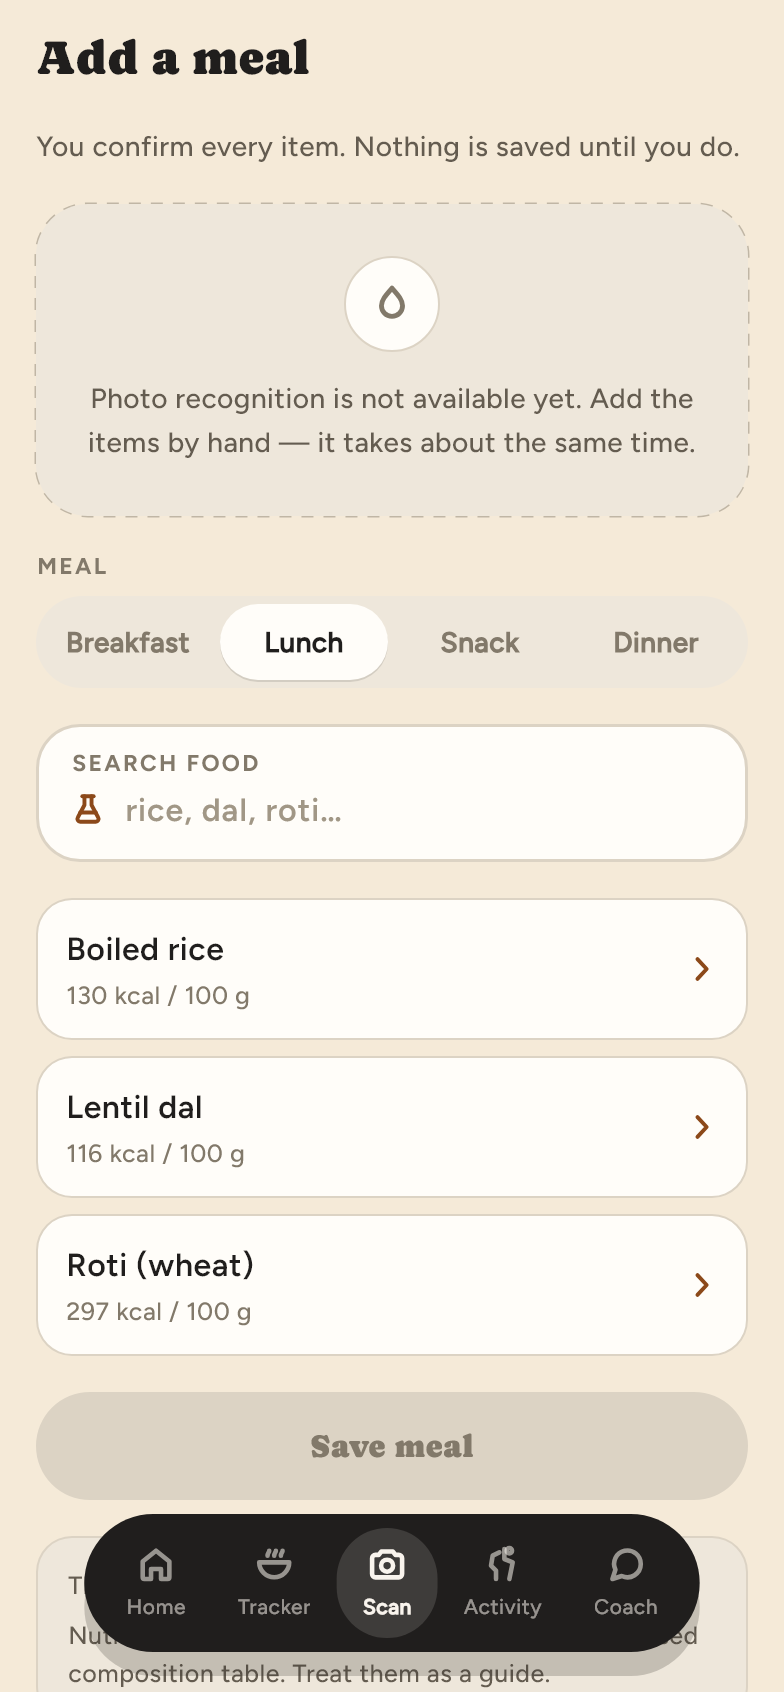 Add a meal
You confirm every item. Nothing is saved until you do.
Photo recognition is not available yet. Add the
items by hand — it takes about the same time.
MEAL
Breakfast Lunch Snack Dinner
SEARCH FOOD
rice, dal, roti...
Boiled rice
130 kcal / 100 g
Lentil dal
116 kcal / 100 g
Roti (wheat)
297 kcal / 100 g
Save meal
Home Tracker Scan Activity Coach
composition table. Treat them as a guide.